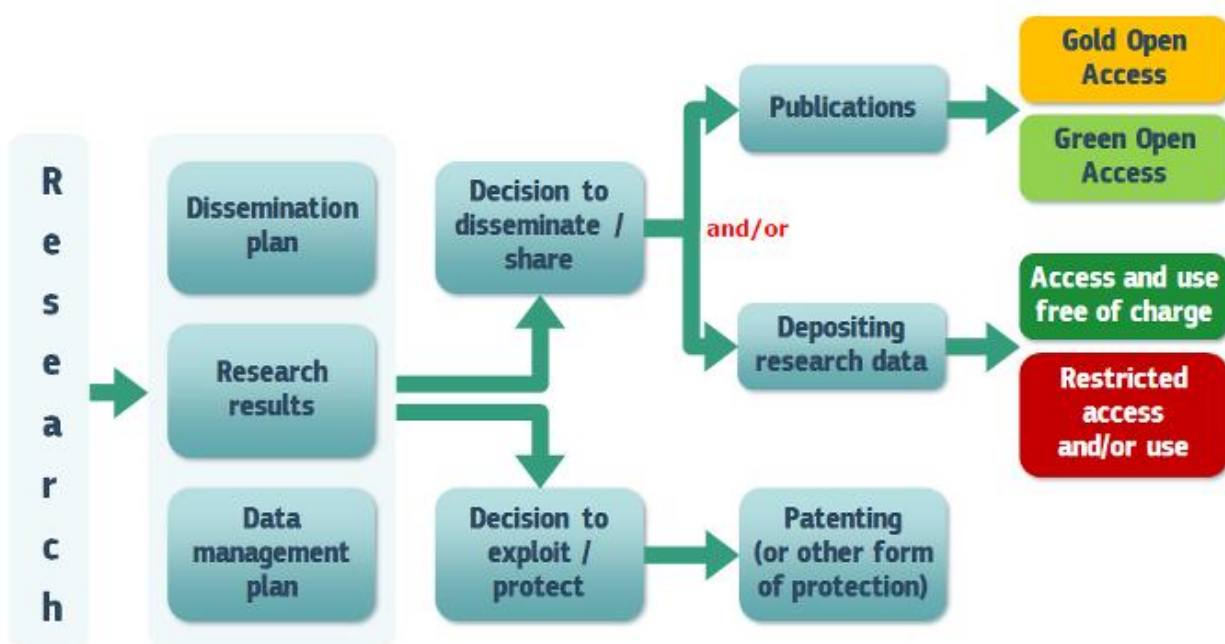 Research
Dissemination
plan
Research
results
Data
management
plan
Decision to
disseminate /
share
Decision to
exploit /
protect
and/or
Publications
Depositing
research data
Patenting
(or other form
of protection)
Gold Open
Access
Green Open
Access
Access and use
free of charge
Restricted
access
and/or use